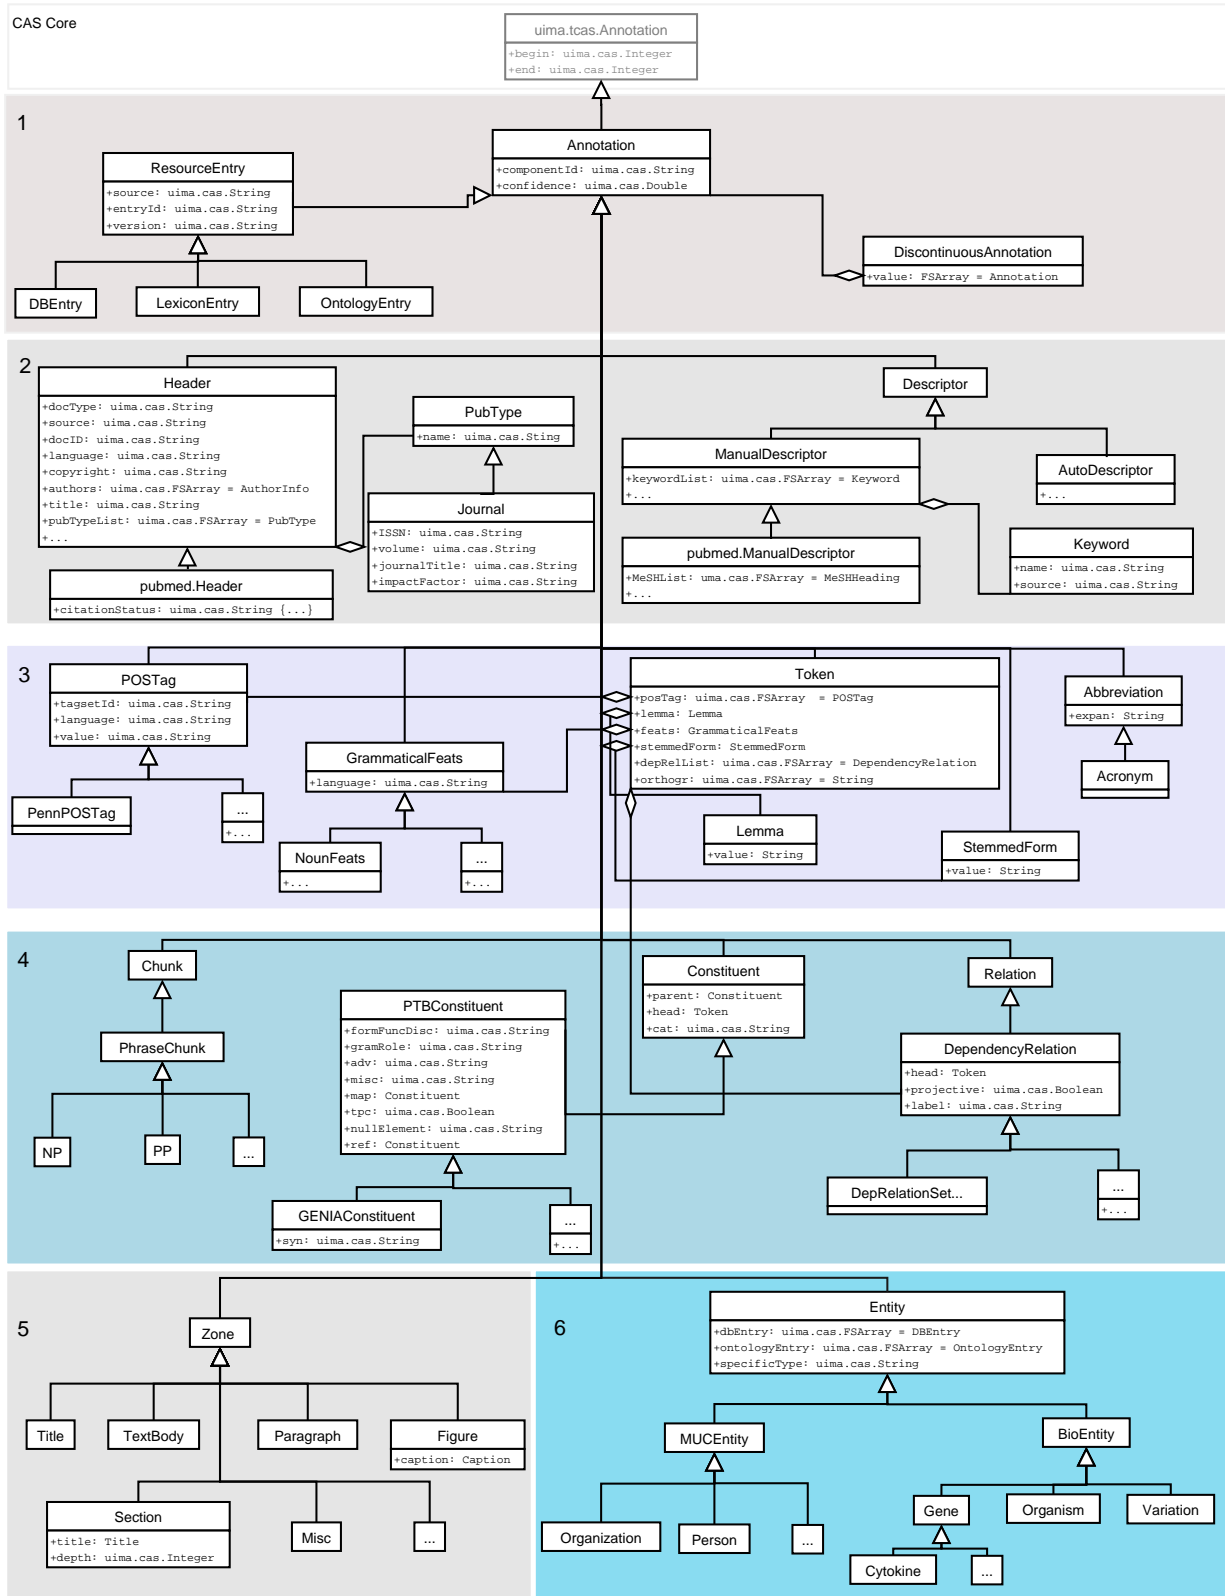 CAS Core
uima.tcas.Annotation
+begin: uima.cas.Integer
+end: uima.cas.Integer
1
Annotation
+componentId: uima.cas.String
+confidence: uima.cas.Double
ResourceEntry
+source: uima.cas.String
+entryId: uima.cas.String
+version: uima.cas.String
DiscontinuousAnnotation
+value: FSArray = Annotation
DBEntry
LexiconEntry
OntologyEntry
2
Header
+docType: uima.cas.String
+source: uima.cas.String
+docID: uima.cas.String
+language: uima.cas.String
+copyright: uima.cas.String
+authors: uima.cas.FSArray = AuthorInfo
+title: uima.cas.String
+pubTypeList: uima.cas.FSArray = PubType
+...
pubmed.Header
+citationStatus: uima.cas.String {...}
PubType
+name: uima.cas.Sting
Journal
+ISSN: uima.cas.String
+volume: uima.cas.String
+journalTitle: uima.cas.String
+impactFactor: uima.cas.String
Descriptor
ManualDescriptor
+keywordList: uima.cas.FSArray = Keyword
+...
AutoDescriptor
+...
pubmed.ManualDescriptor
+MeSHList: uma.cas.FSArray = MeSHHeading
+...
Keyword
+name: uima.cas.String
+source: uima.cas.String
3
POSTag
+tagsetId: uima.cas.String
+language: uima.cas.String
+value: uima.cas.String
PennPOSTag
...
+...
GrammaticalFeats
+language: uima.cas.String
NounFeats
+...
...
+...
Token
+posTag: uima.cas.FSArray  = POSTag
+lemma: Lemma
+feats: GrammaticalFeats
+stemmedForm: StemmedForm
+depRelList: uima.cas.FSArray = DependencyRelation
+orthogr: uima.cas.FSArray = String
Abbreviation
+expan: String
Acronym
Lemma
+value: String
StemmedForm
+value: String
4
Chunk
PhraseChunk
NP
PP
...
PTBConstituent
+formFuncDisc: uima.cas.String
+gramRole: uima.cas.String
+adv: uima.cas.String
+misc: uima.cas.String
+map: Constituent
+tpc: uima.cas.Boolean
+nullElement: uima.cas.String
+ref: Constituent
GENIAConstituent
+syn: uima.cas.String
...
+...
Constituent
+parent: Constituent
+head: Token
+cat: uima.cas.String
Relation
DependencyRelation
+head: Token
+projective: uima.cas.Boolean
+label: uima.cas.String
DepRelationSet...
...
+...
5
Zone
Title
TextBody
Paragraph
Figure
+caption: Caption
Section
+title: Title
+depth: uima.cas.Integer
Misc
...
6
Entity
+dbEntry: uima.cas.FSArray = DBEntry
+ontologyEntry: uima.cas.FSArray = OntologyEntry
+specificType: uima.cas.String
MUCEntity
BioEntity
Organization
Person
...
Gene
Organism
Variation
Cytokine
...